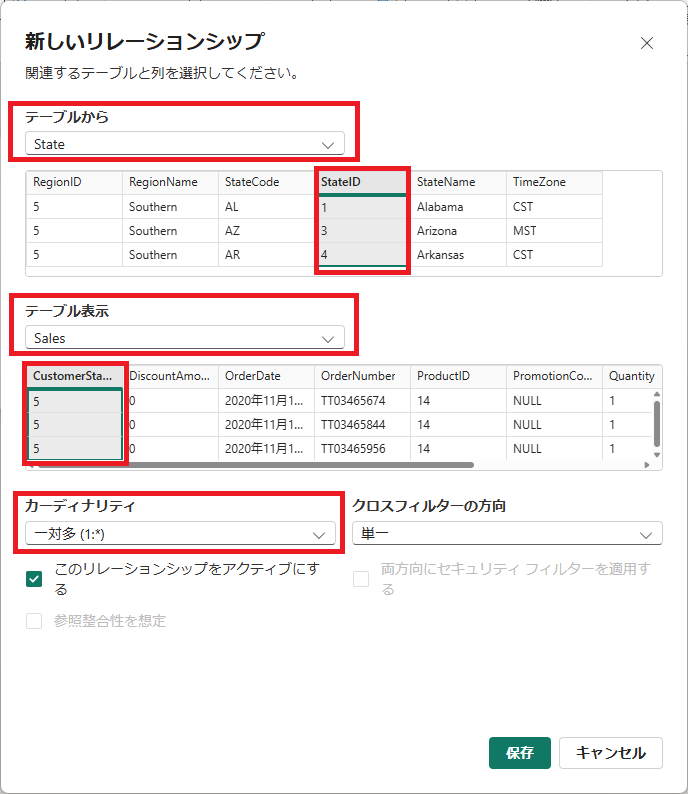 新しいリレーションシップ
関連するテーブルと列を選択してください。
テーブルから
State
RegionID RegionName StateCode StateID StateName TimeZone
5 Southern AL 1 Alabama CST
5 Southern AZ 3 Arizona MST
5 Southern AR 4 Arkansas CST
テーブル表示
Sales
CustomerSta... DiscountAmo... OrderDate OrderNumber ProductID PromotionCo... Quantity
5 0 2020年11月1... TT03465674 14 NULL 1
5 0 2020年11月1... TT03465844 14 NULL 1
5 0 2020年11月1... TT03465956 14 NULL 1
カーディナリティ クロスフィルターの方向
一対多 (1:*) 単一
このリレーションシップをアクティブにす
る
両方向にセキュリティ フィルターを適用す
る
参照整合性を想定
保存 キャンセル